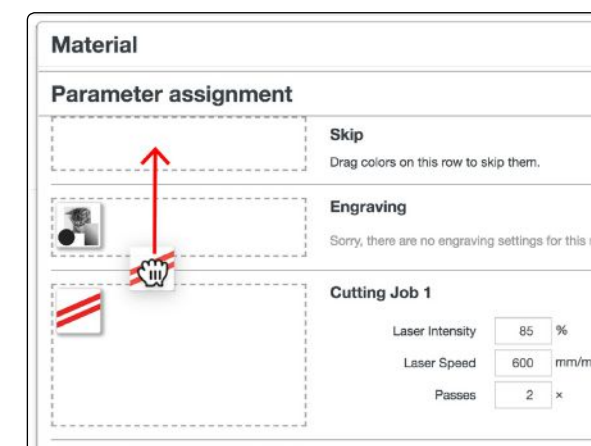 Material
Parameter assignment
Skip
Drag colors on this row to skip them.
Engraving
Sorry, there are no engraving settings for this
Cutting Job 1
Laser Intensity 85 %
Laser Speed 600 mm/m
Passes 2 ×